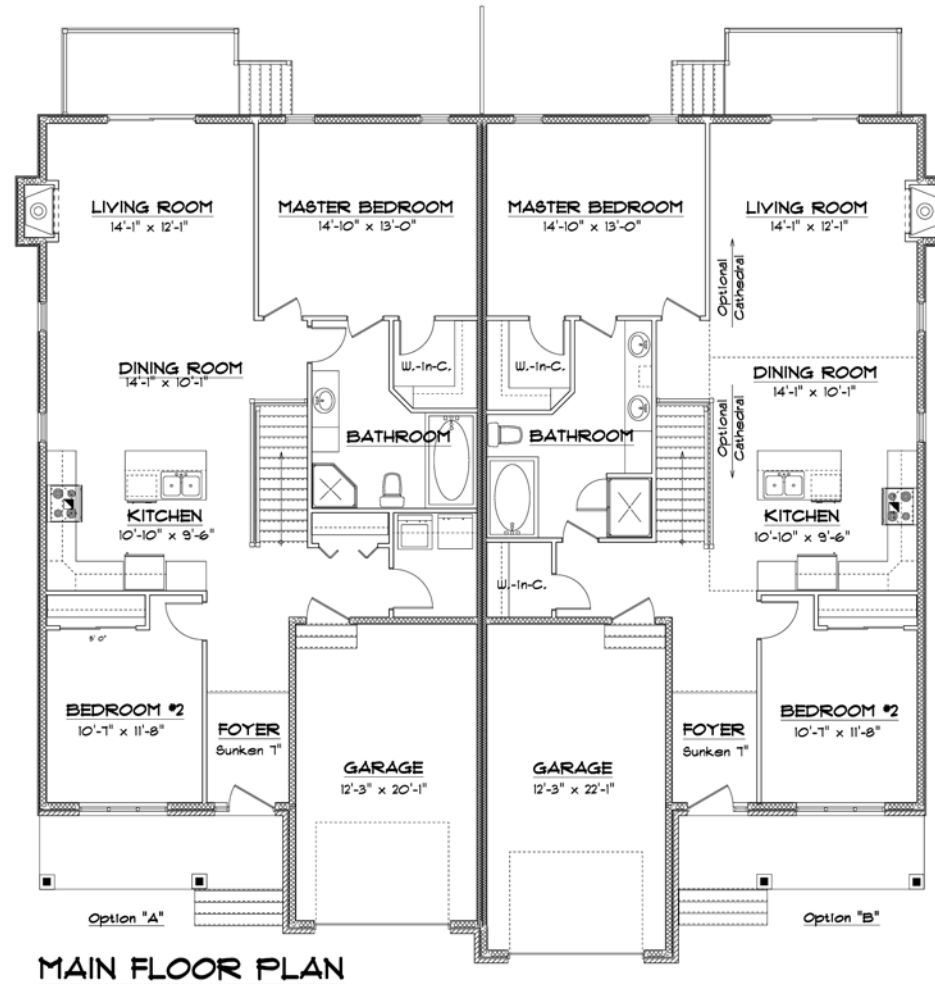 LIVING ROOM
14'-1" x 12'-1"
MASTER BEDROOM
14'-10" x 13'-0"
MASTER BEDROOM
14'-10" x 13'-0"
LIVING ROOM
14'-1" x 12'-1"
Optional
Cathedral
DINING ROOM
14'-1" x 10'-1"
W.-in-C.
W.-in-C.
DINING ROOM
14'-1" x 10'-1"
Optional
Cathedral
BATHROOM
BATHROOM
KITCHEN
10'-10" x 9'-6"
KITCHEN
10'-10" x 9'-6"
W.-in-C.
5' 0"
BEDROOM #2
10'-7" x 11'-8"
FOYER
Sunken 7"
GARAGE
12'-3" x 20'-1"
GARAGE
12'-3" x 22'-1"
FOYER
Sunken 7"
BEDROOM #2
10'-7" x 11'-8"
Option "A"
Option "B"
MAIN FLOOR PLAN